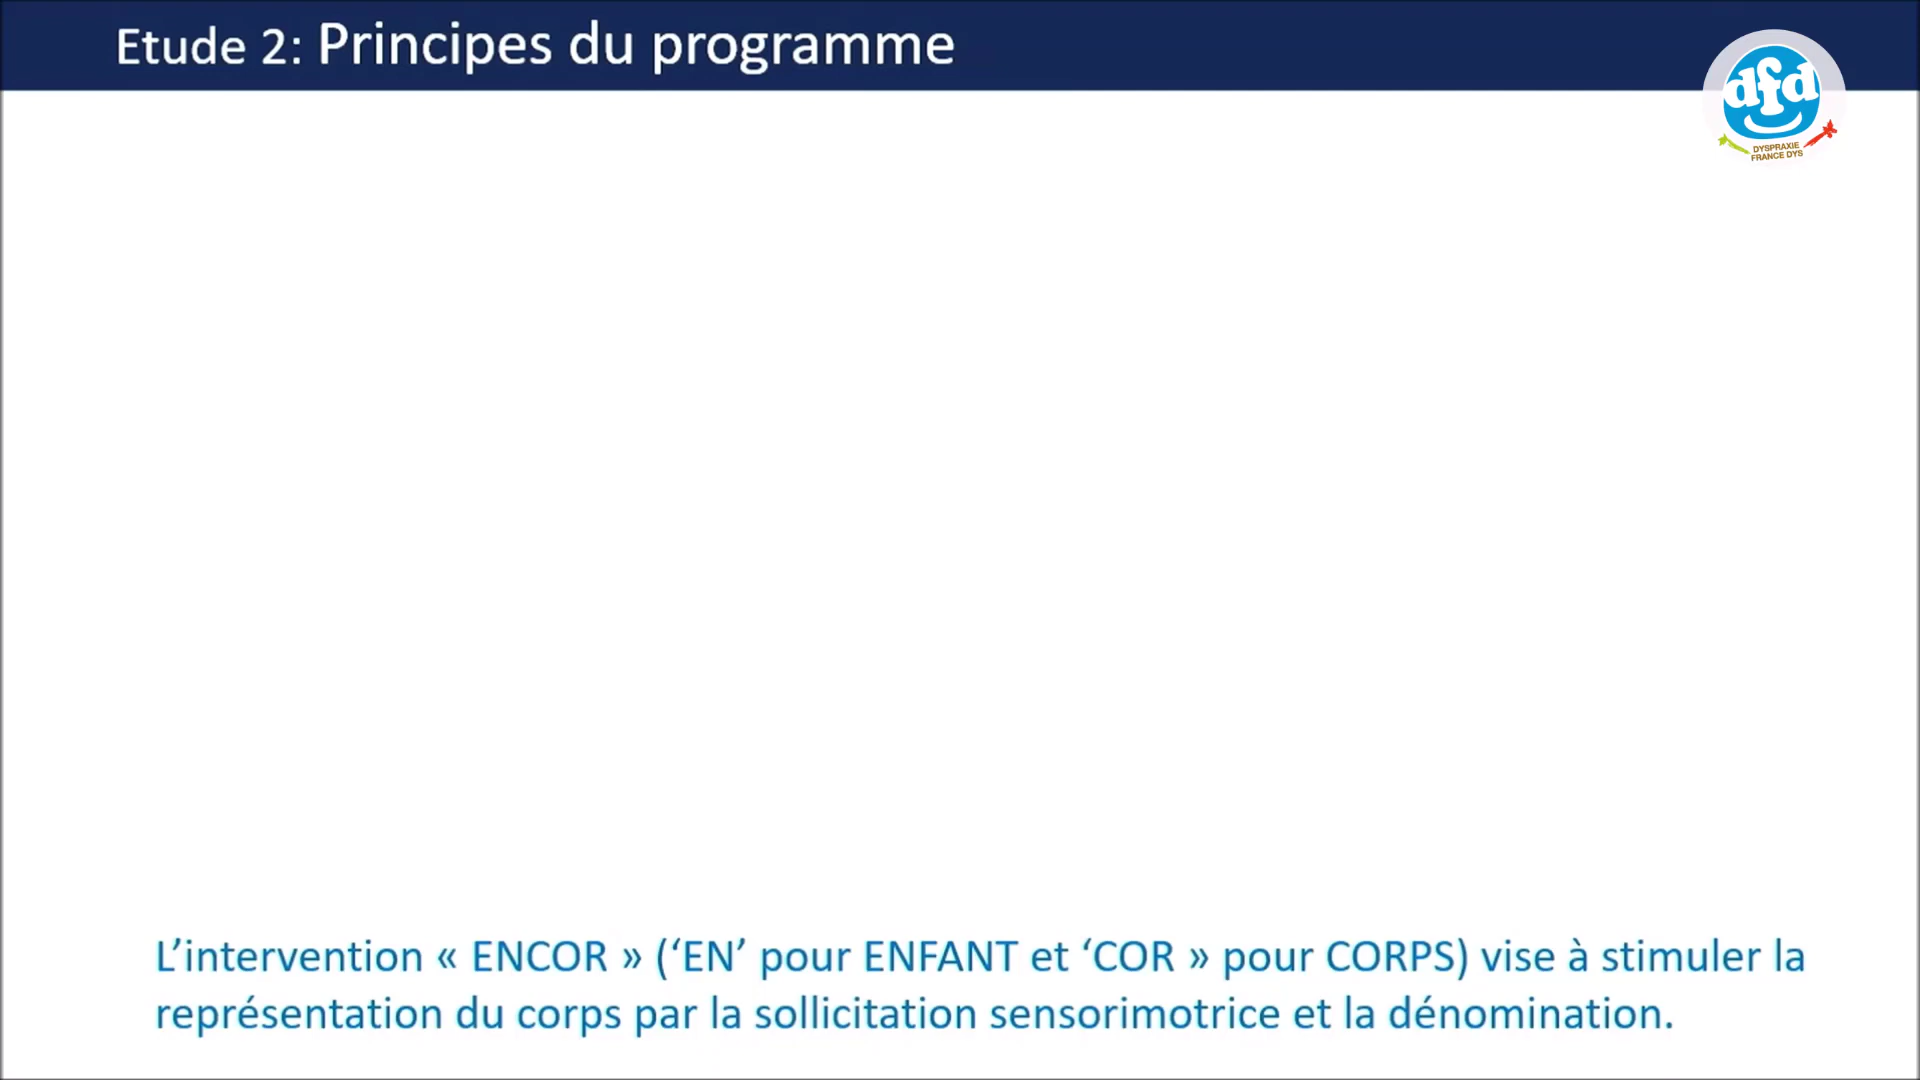 Etude 2: Principes du programme
dfd
DYSPRAXIE
FRANCE DYS
L’intervention « ENCOR » (‘EN’ pour ENFANT et ‘COR » pour CORPS) vise à stimuler la
représentation du corps par la sollicitation sensorimotrice et la dénomination.